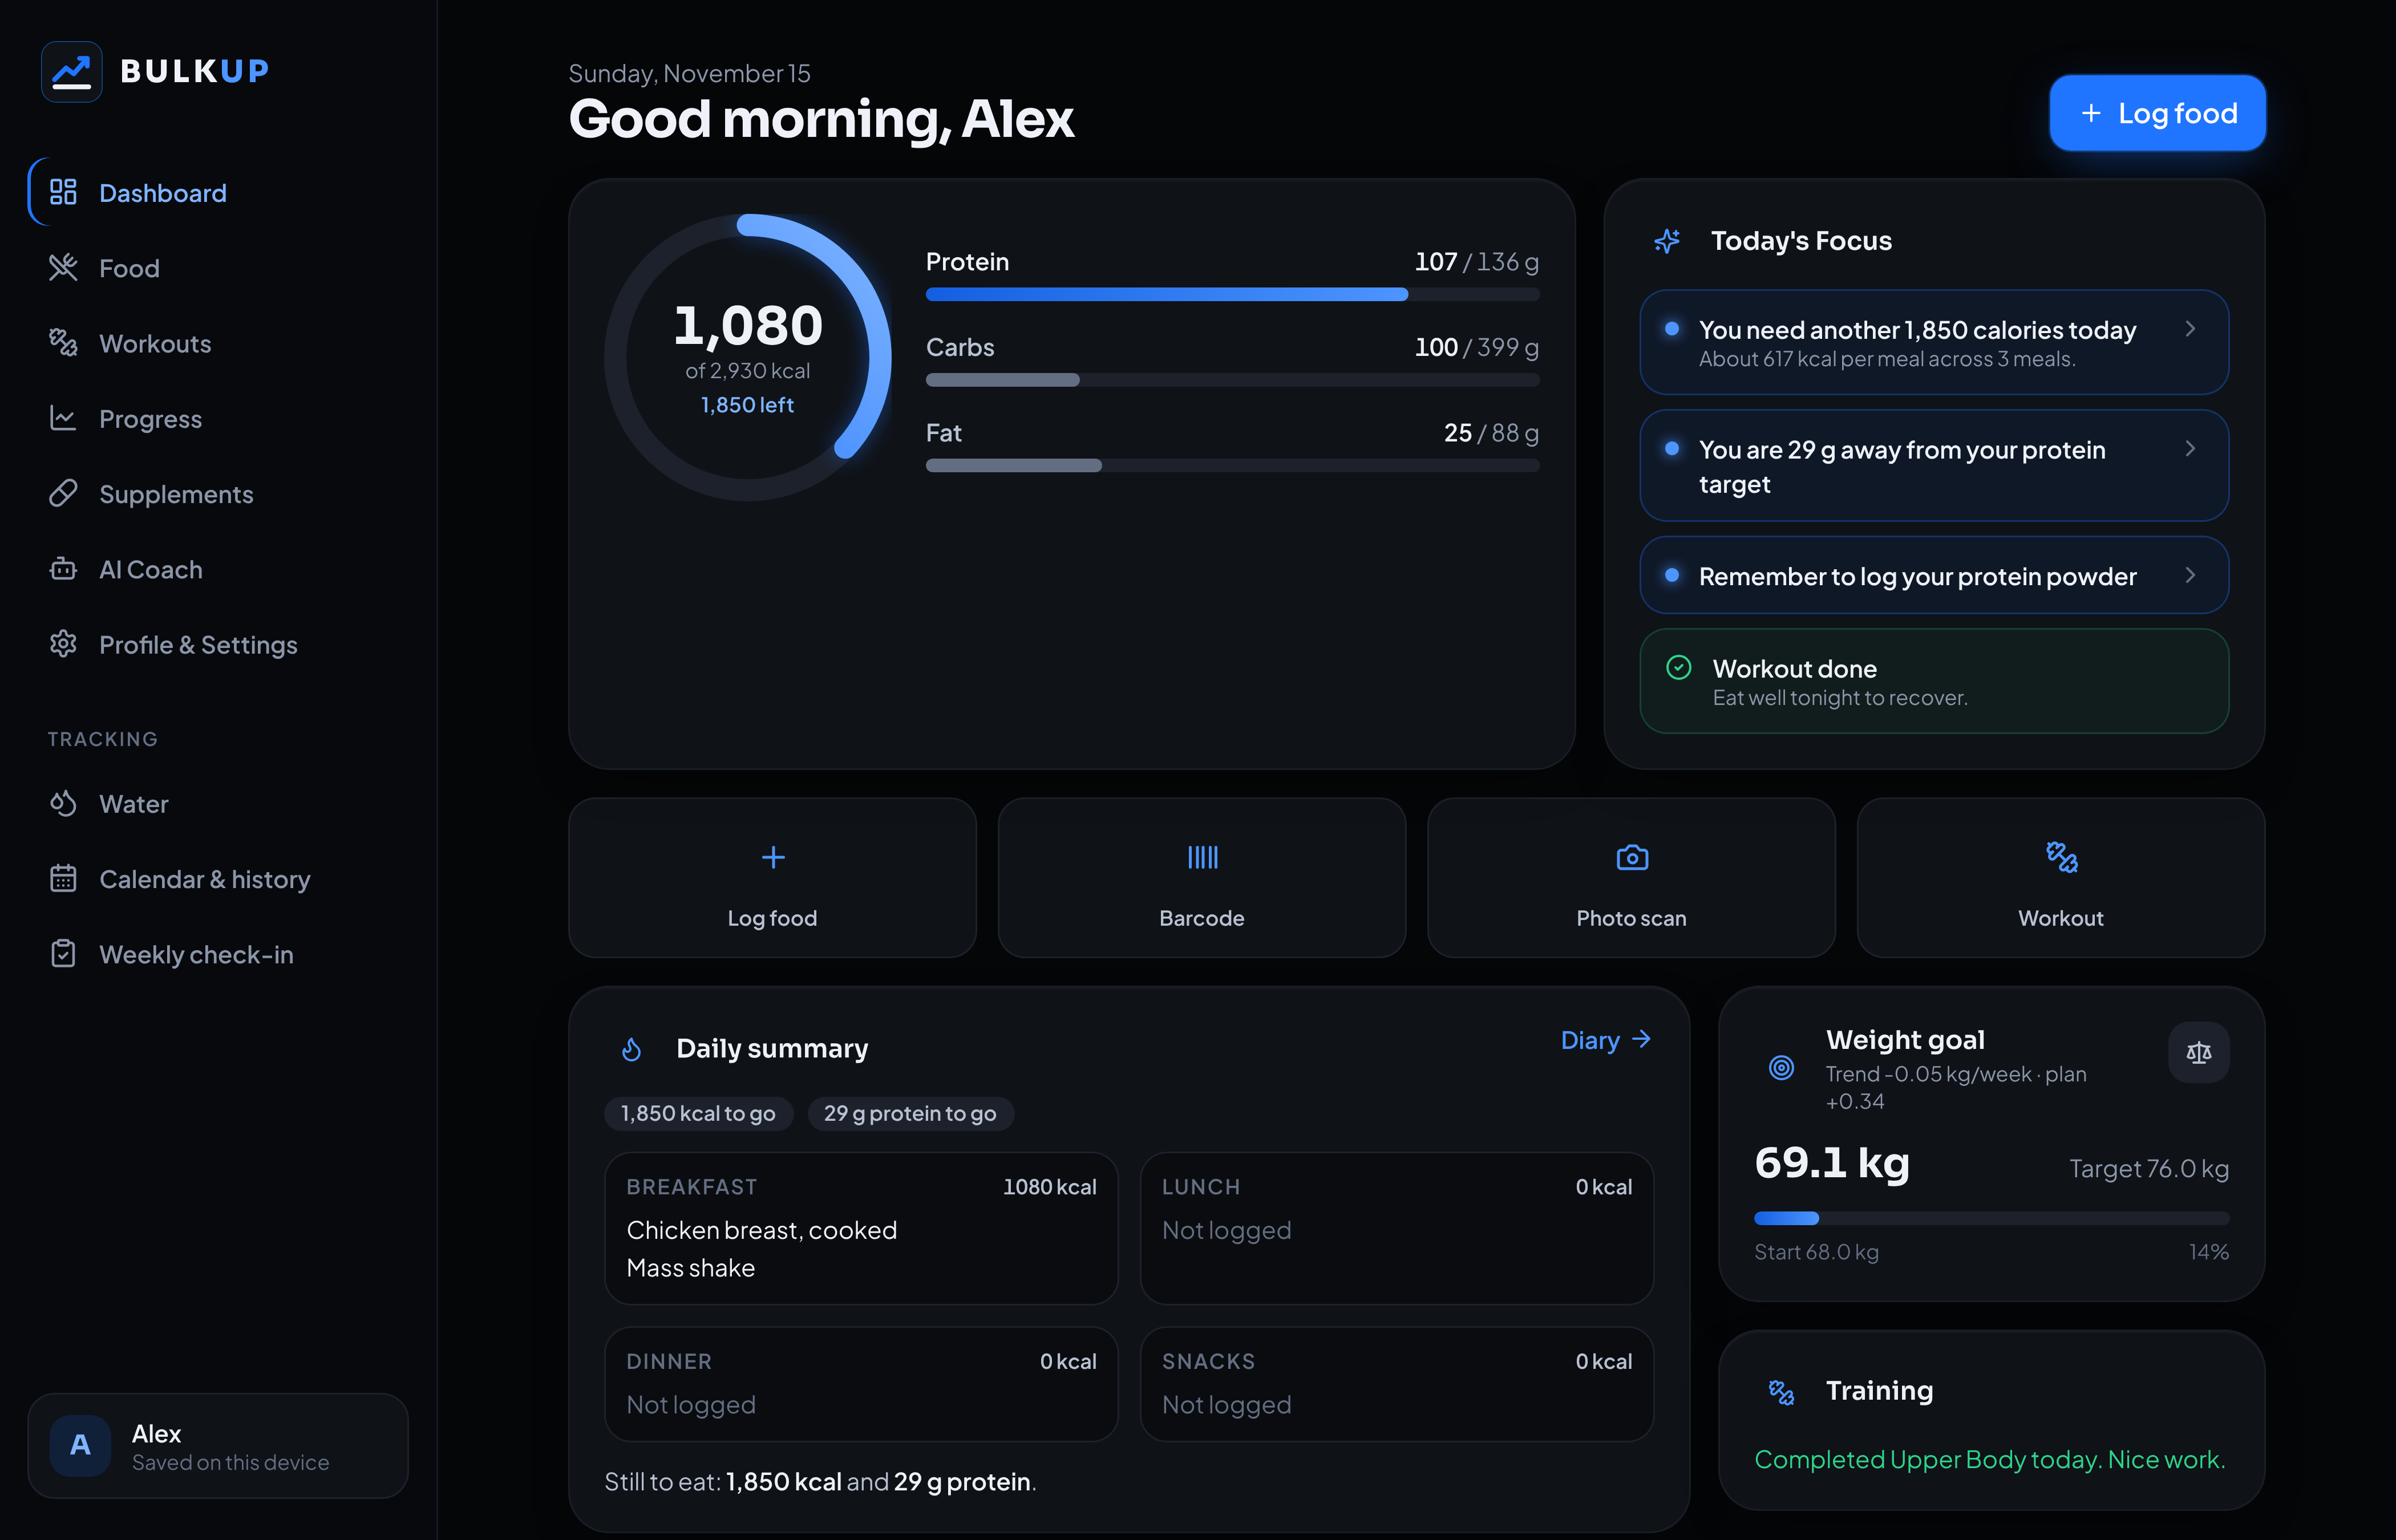 BULKUP
Dashboard
Food
Workouts
Progress
Supplements
AI Coach
Profile & Settings
TRACKING
Water
Calendar & history
Weekly check-in
A
Alex
Saved on this device
Sunday, November 15
Good morning, Alex
Log food
1,080
of 2,930 kcal
1,850 left
Protein
107 / 136 g
Carbs
100 / 399 g
Fat
25 / 88 g
Today's Focus
You need another 1,850 calories today
About 617 kcal per meal across 3 meals.
You are 29 g away from your protein
target
Remember to log your protein powder
Workout done
Eat well tonight to recover.
Log food
Barcode
Photo scan
Workout
Daily summary
Diary
1,850 kcal to go
29 g protein to go
BREAKFAST
1080 kcal
Chicken breast, cooked
Mass shake
LUNCH
0 kcal
Not logged
DINNER
0 kcal
Not logged
SNACKS
0 kcal
Not logged
Still to eat: 1,850 kcal and 29 g protein.
Weight goal
Trend -0.05 kg/week · plan
+0.34
69.1 kg
Target 76.0 kg
Start 68.0 kg
14%
Training
Completed Upper Body today. Nice work.